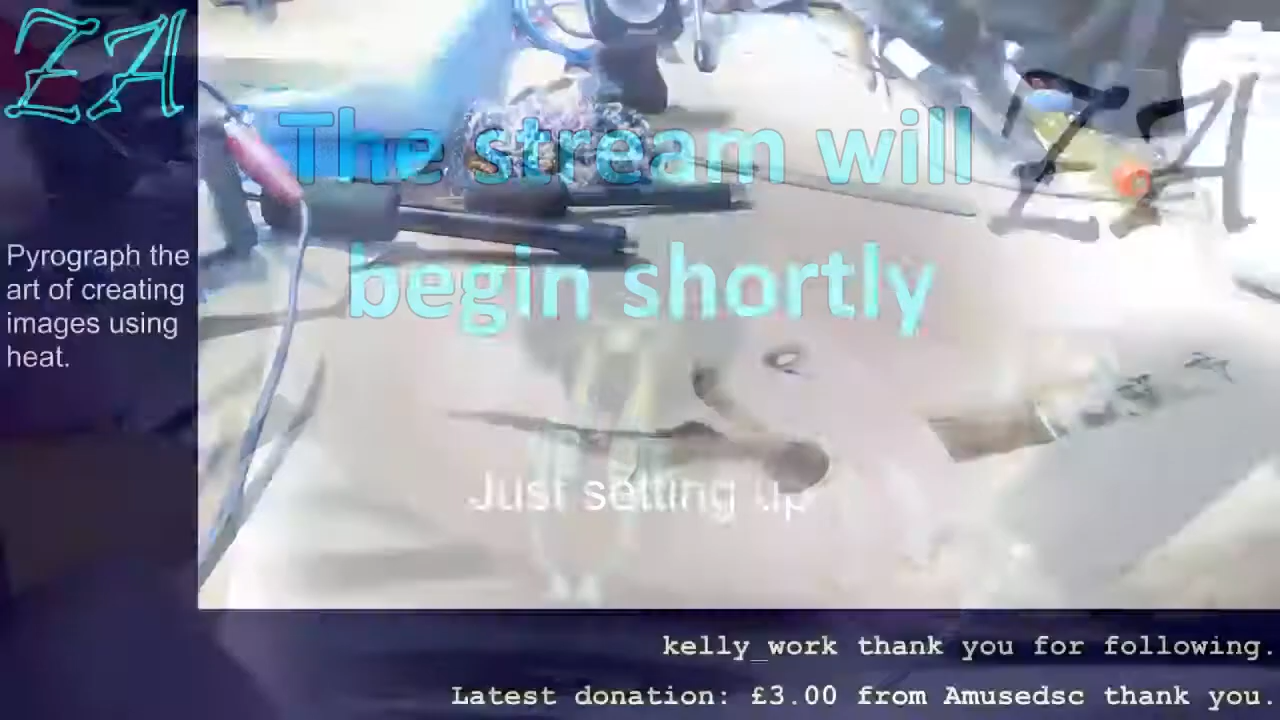 ZA
The stream will
ZA
begin shortly
Pyrograph the
art of creating
images using
heat.
Just setting up
kelly_work thank you for following.
Latest donation: £3.00 from Amusedsc thank you.